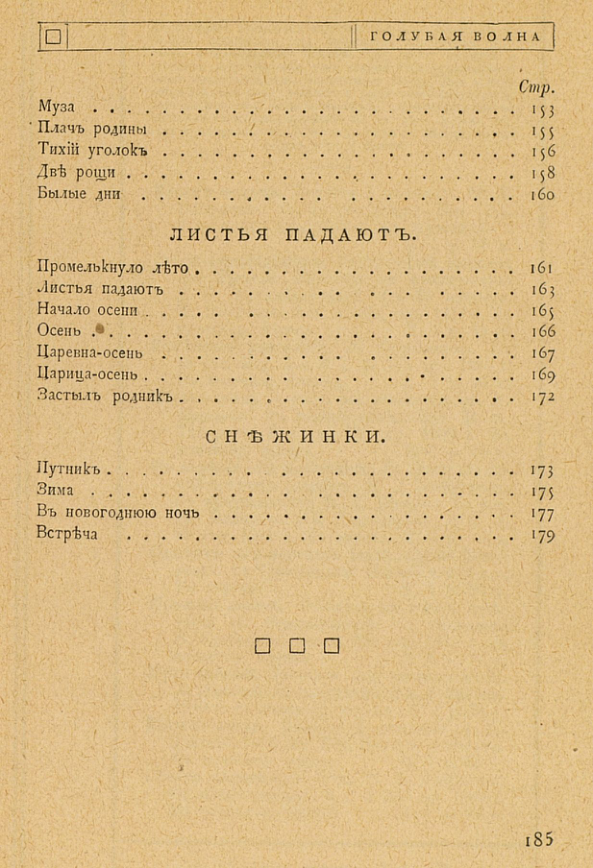 ГОЛУБАЯ ВОЛНА
Стр.
Муза . . . . . . . . . . . . . . . . . . . . . . . . . 153
Плачъ родины . . . . . . . . . . . . . . . . . . . . . 155
Тихій уголокъ . . . . . . . . . . . . . . . . . . . . . 156
Двѣ рощи . . . . . . . . . . . . . . . . . . . . . . . 158
Былые дни . . . . . . . . . . . . . . . . . . . . . . 160
ЛИСТЬЯ ПАДАЮТЪ.
Промелькнуло лѣто . . . . . . . . . . . . . . . . . . . 161
Листья падаютъ . . . . . . . . . . . . . . . . . . . . 163
Начало осени . . . . . . . . . . . . . . . . . . . . . 165
Осень . . . . . . . . . . . . . . . . . . . . . . . . 166
Царевна-осень . . . . . . . . . . . . . . . . . . . . . 167
Царица-осень . . . . . . . . . . . . . . . . . . . . . 169
Застылъ родникъ . . . . . . . . . . . . . . . . . . . . 172
СНѢЖИНКИ.
Путникъ . . . . . . . . . . . . . . . . . . . . . . . 173
Зима . . . . . . . . . . . . . . . . . . . . . . . . . 175
Въ новогоднюю ночь . . . . . . . . . . . . . . . . . . 177
Встрѣча . . . . . . . . . . . . . . . . . . . . . . . 179
185